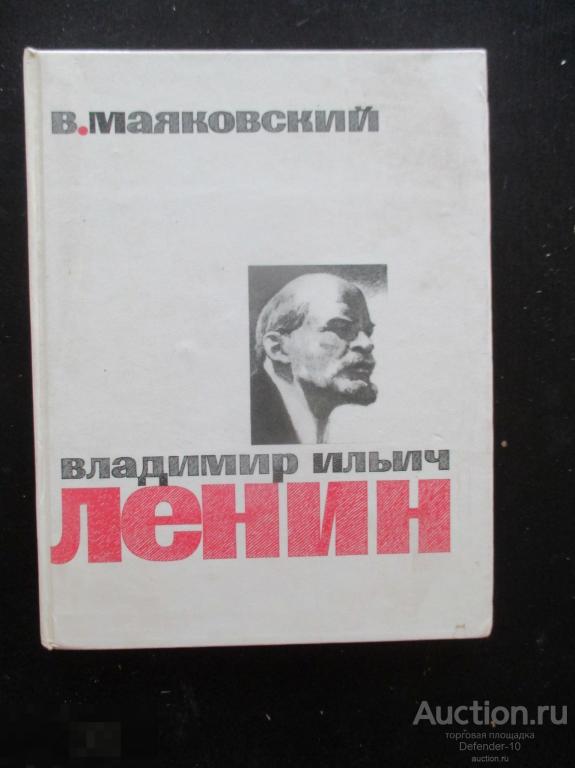 в.маяковский
владимир ильич
ленин
Auction.ru
торговая площадка
Defender-10
auction.ru